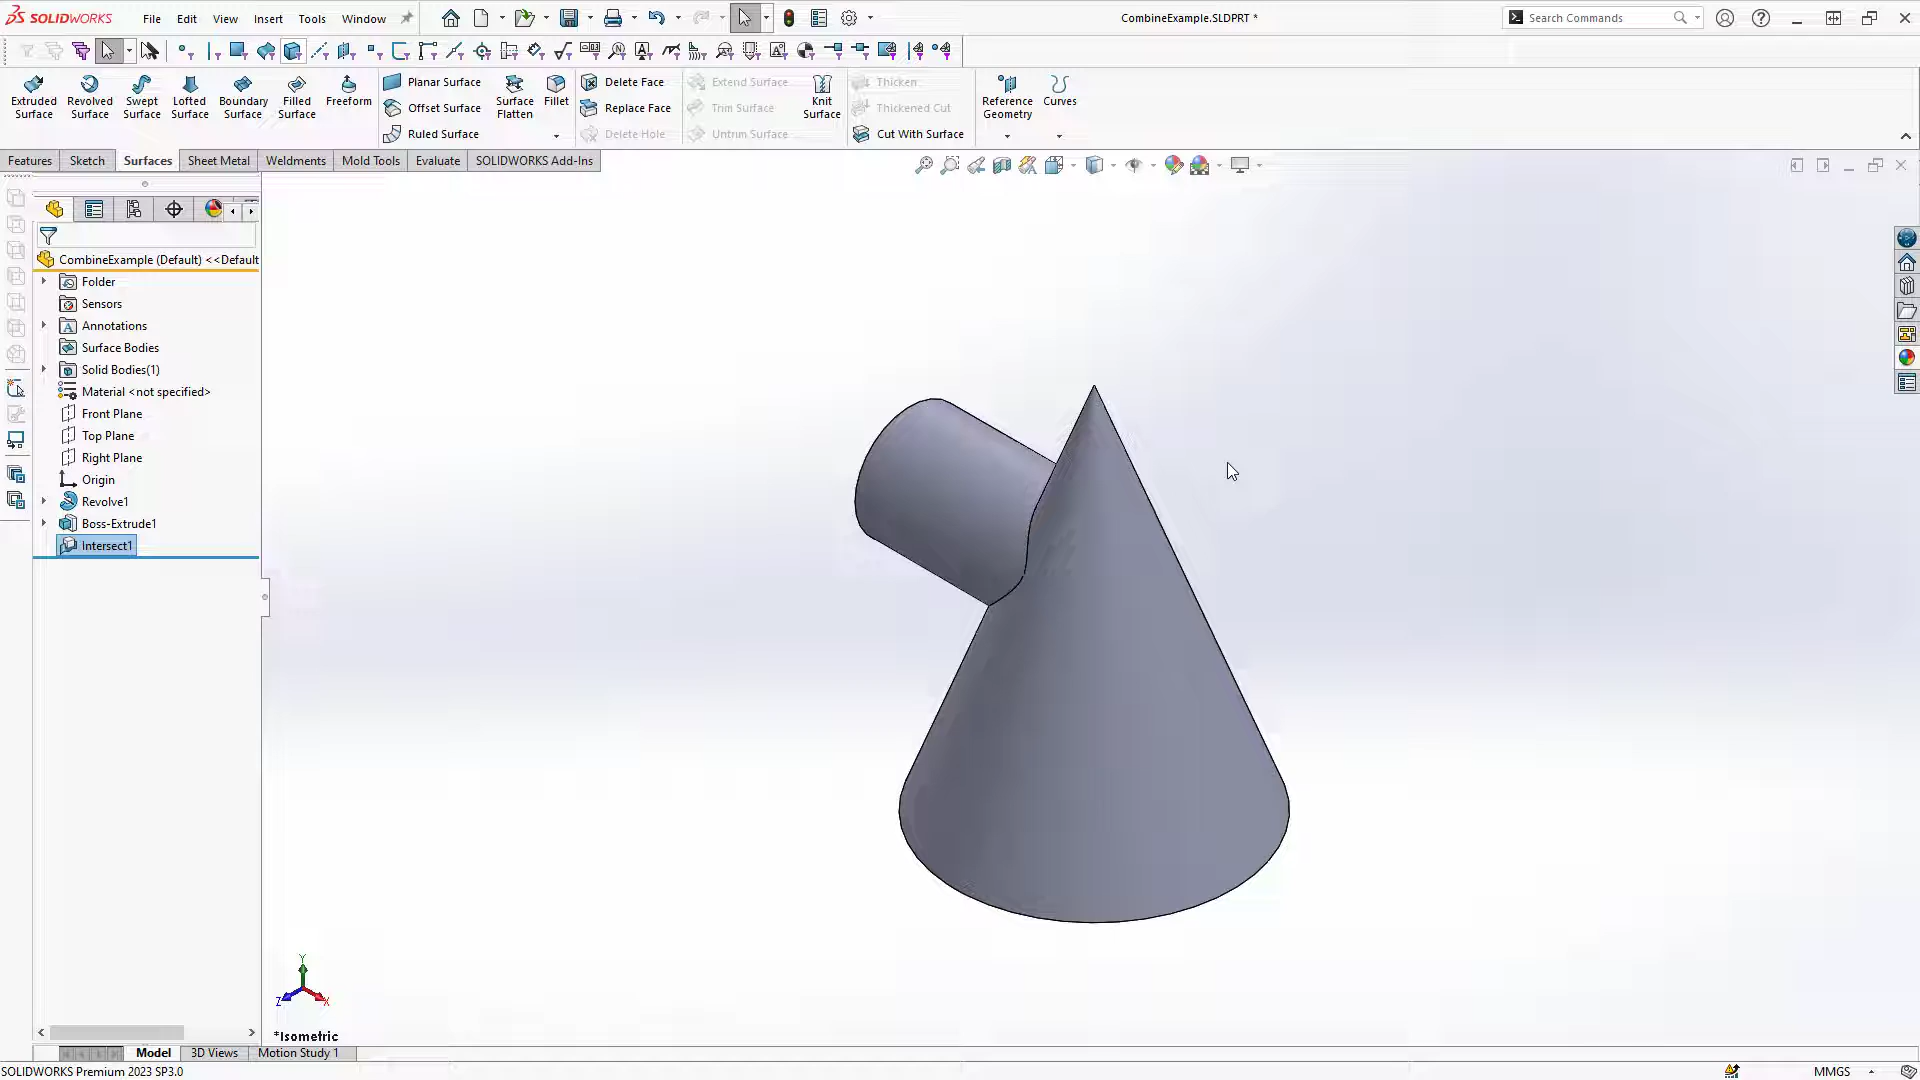 SOLIDWORKS File Edit View Insert Tools Window
CombineExample.SLDPRT *
Search Commands
Extruded Surface
Revolved Surface
Swept Surface
Lofted Surface
Boundary Surface
Filled Surface
Freeform
Planar Surface
Offset Surface
Ruled Surface
Surface Flatten
Fillet
Delete Face
Replace Face
Delete Hole
Extend Surface
Trim Surface
Untrim Surface
Knit Surface
Thicken
Thickened Cut
Cut With Surface
Reference Geometry
Curves
Features Sketch Surfaces Sheet Metal Weldments Mold Tools Evaluate SOLIDWORKS Add-Ins
CombineExample (Default) <<Default
Folder
Sensors
Annotations
Surface Bodies
Solid Bodies(1)
Material <not specified>
Front Plane
Top Plane
Right Plane
Origin
Revolve1
Boss-Extrude1
Intersect1
Y
Z X
*Isometric
Model 3D Views Motion Study 1
SOLIDWORKS Premium 2023 SP3.0
MMGS